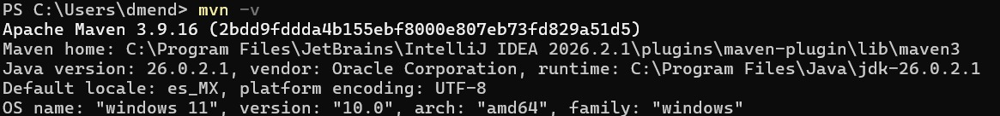 PS C:\Users\dmend> mvn -v
Apache Maven 3.9.16 (2bdd9fddda4b155ebf8000e807eb73fd829a51d5)
Maven home: C:\Program Files\JetBrains\IntelliJ IDEA 2026.2.1\plugins\maven-plugin\lib\maven3
Java version: 26.0.2.1, vendor: Oracle Corporation, runtime: C:\Program Files\Java\jdk-26.0.2.1
Default locale: es_MX, platform encoding: UTF-8
OS name: "windows 11", version: "10.0", arch: "amd64", family: "windows"